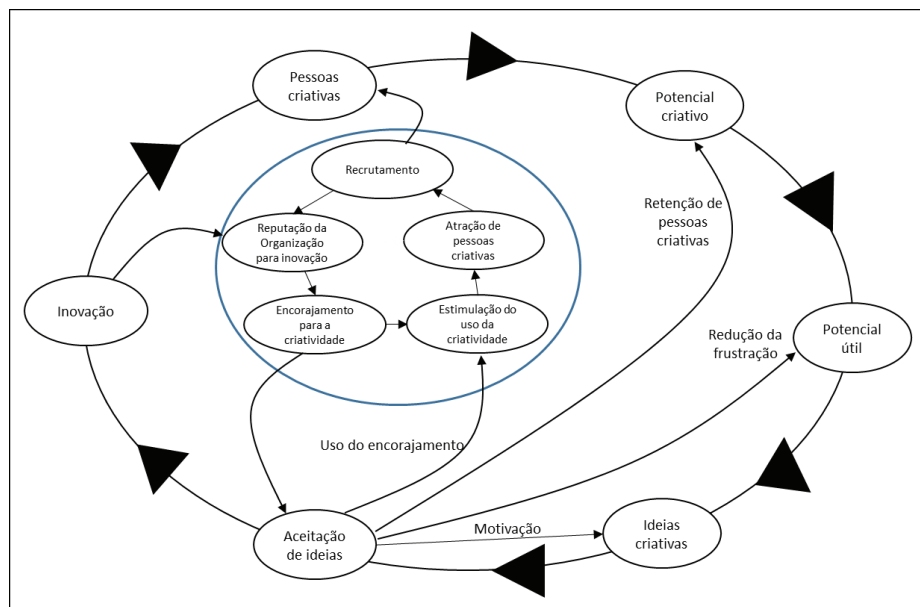 Pessoas
criativas
Potencial
criativo
Recrutamento
Reputação da
Organização
para inovação
Atração de
pessoas
criativas
Retenção de
pessoas
criativas
Inovação
Encorajamento
para a
criatividade
Estimulação do
uso da
criatividade
Redução da
frustração
Potencial
útil
Uso do encorajamento
Aceitação
de ideias
Motivação
Ideias
criativas